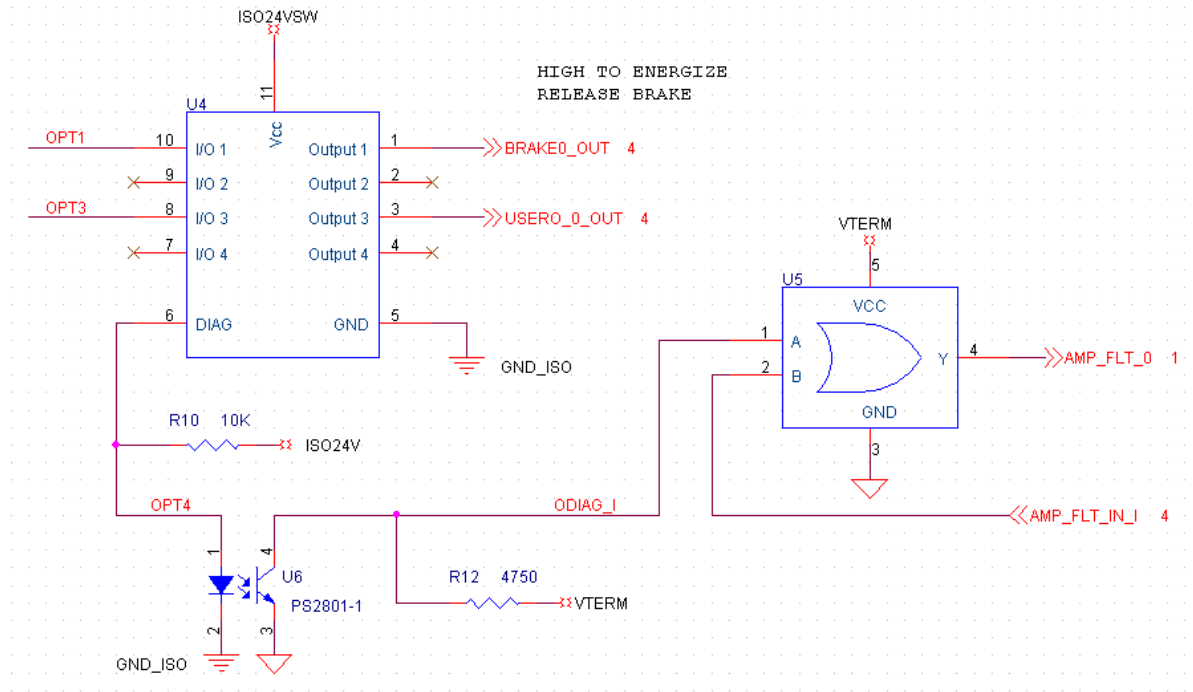 ISO24VSW
HIGH TO ENERGIZE
RELEASE BRAKE
11
U4
Vcc
OPT1
10
I/O 1
Output 1
1
BRAKE0_OUT 4
9
I/O 2
Output 2
2
OPT3
8
I/O 3
Output 3
3
USERO_0_OUT 4
7
I/O 4
Output 4
4
6
DIAG
GND
5
GND_ISO
VTERM
5
U5
VCC
1
A
2
B
Y
4
AMP_FLT_0 1
GND
3
R10 10K
ISO24V
OPT4
ODIAG_I
AMP_FLT_IN_I 4
1
4
U6
PS2801-1
2
3
GND_ISO
R12 4750
VTERM